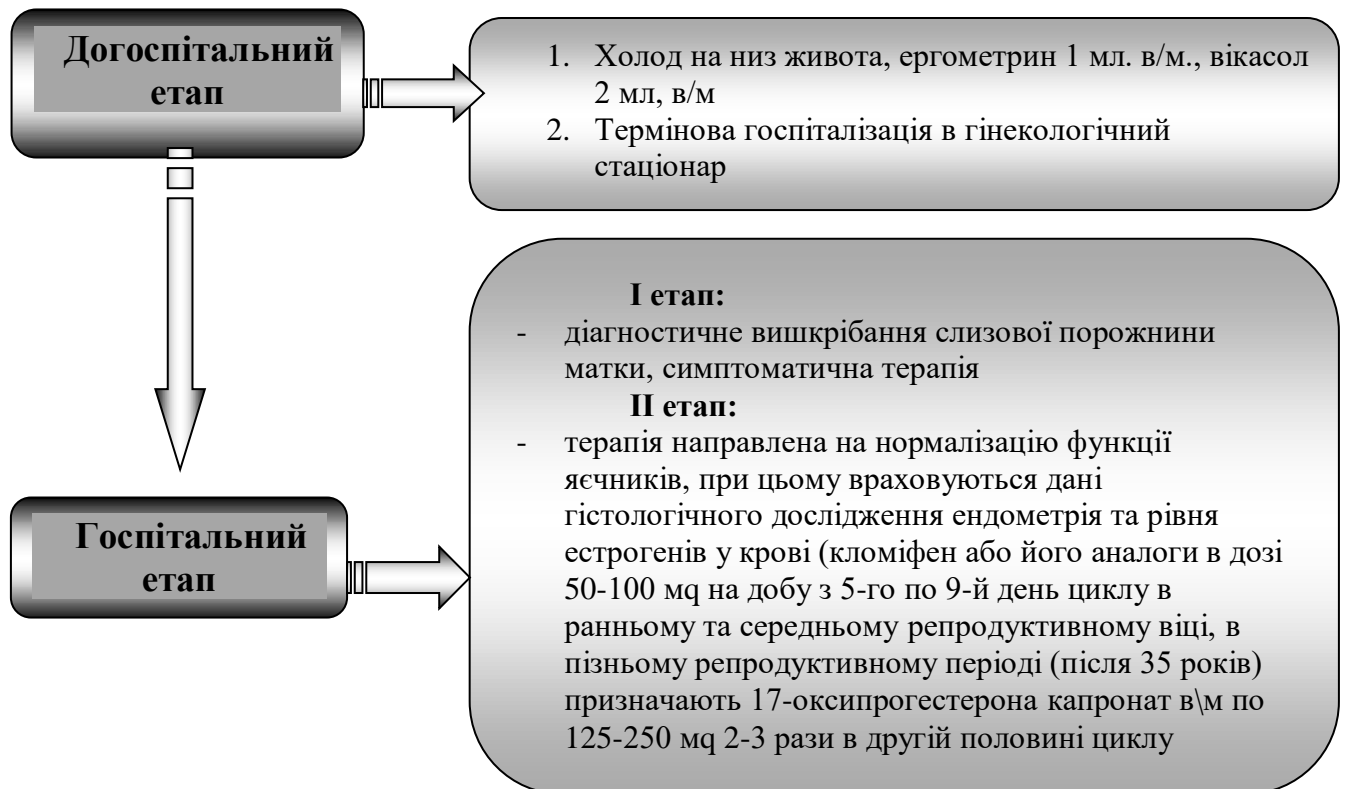 Догоспітальний
етап
1. Холод на низ живота, ергометрин 1 мл. в/м., вікасол
2 мл, в/м
2. Термінова госпіталізація в гінекологічний
стаціонар
Госпітальний
етап
І етап:
- діагностичне вишкрібання слизової порожнини
матки, симптоматична терапія
ІІ етап:
- терапія направлена на нормалізацію функції
яєчників, при цьому враховуються дані
гістологічного дослідження ендометрія та рівня
естрогенів у крові (кломіфен або його аналоги в дозі
50-100 mq на добу з 5-го по 9-й день циклу в
ранньому та середньому репродуктивному віці, в
пізньому репродуктивному періоді (після 35 років)
призначають 17-оксипрогестерона капронат в\м по
125-250 mq 2-3 рази в другій половині циклу